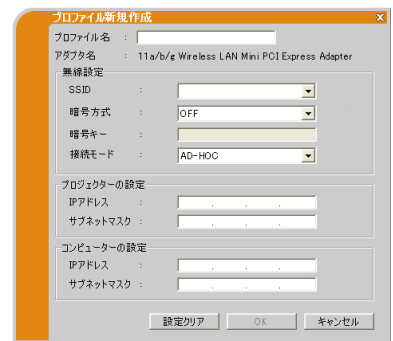 プロファイル新規作成 x
プロファイル名 :
アダプタ名 : 11a/b/g Wireless LAN Mini PCI Express Adapter
無線設定
SSID :
暗号方式 : OFF
暗号キー :
接続モード : AD-HOC
プロジェクターの設定
IPアドレス : . . .
サブネットマスク : . . .
コンピューターの設定
IPアドレス : . . .
サブネットマスク : . . .
設定クリア OK キャンセル